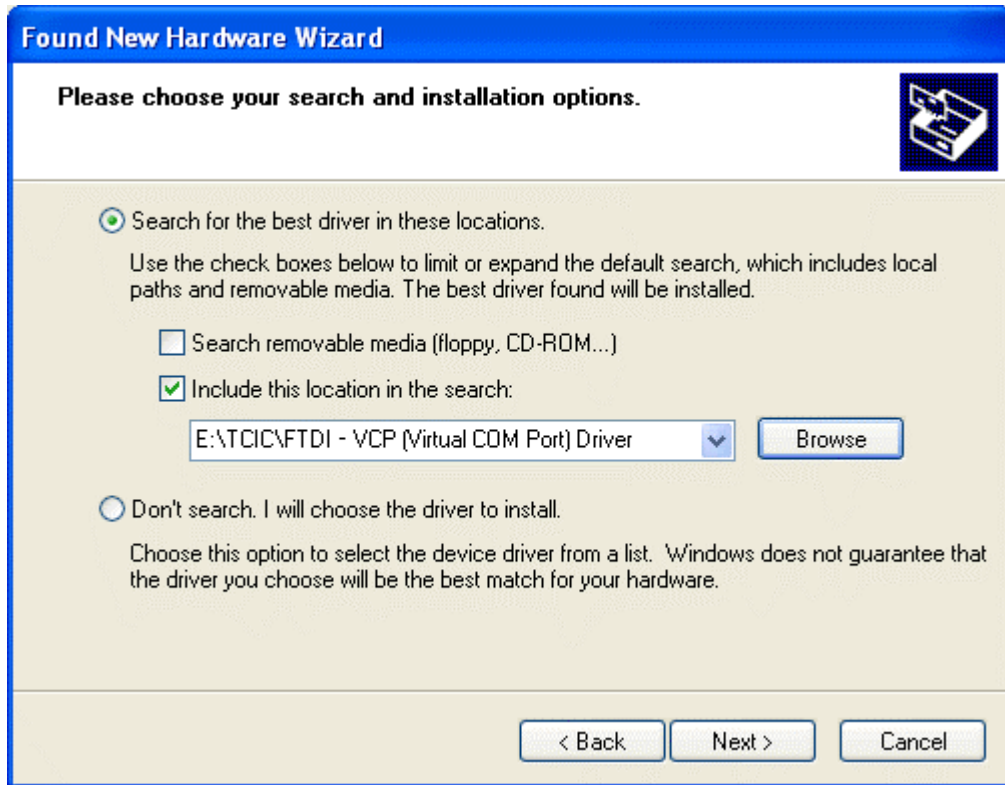 Found New Hardware Wizard
Please choose your search and installation options.
Search for the best driver in these locations.
Use the check boxes below to limit or expand the default search, which includes local
paths and removable media. The best driver found will be installed.
Search removable media (floppy, CD-ROM...)
Include this location in the search:
E:\TCIC\FTDI - VCP (Virtual COM Port) Driver
Browse
Don't search. I will choose the driver to install.
Choose this option to select the device driver from a list. Windows does not guarantee that
the driver you choose will be the best match for your hardware.
< Back
Next >
Cancel